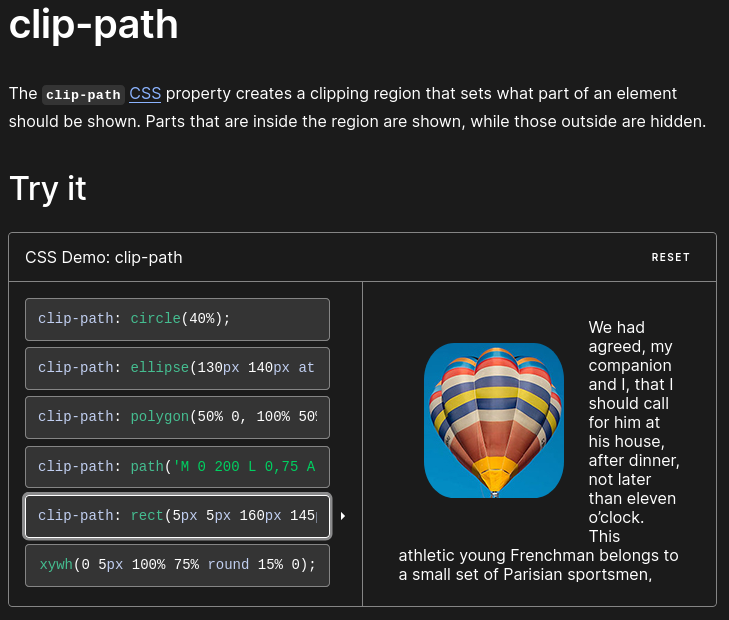 clip-path
The clip-path CSS property creates a clipping region that sets what part of an element
should be shown. Parts that are inside the region are shown, while those outside are hidden.
Try it
CSS Demo: clip-path
RESET
clip-path: circle(40%);
clip-path: ellipse(130px 140px at
clip-path: polygon(50% 0, 100% 50%
clip-path: path('M 0 200 L 0,75 A
clip-path: rect(5px 5px 160px 145p
xywh(0 5px 100% 75% round 15% 0);
We had
agreed, my
companion
and I, that I
should call
for him at
his house,
after dinner,
not later
than eleven
o’clock.
This
athletic young Frenchman belongs to
a small set of Parisian sportsmen,